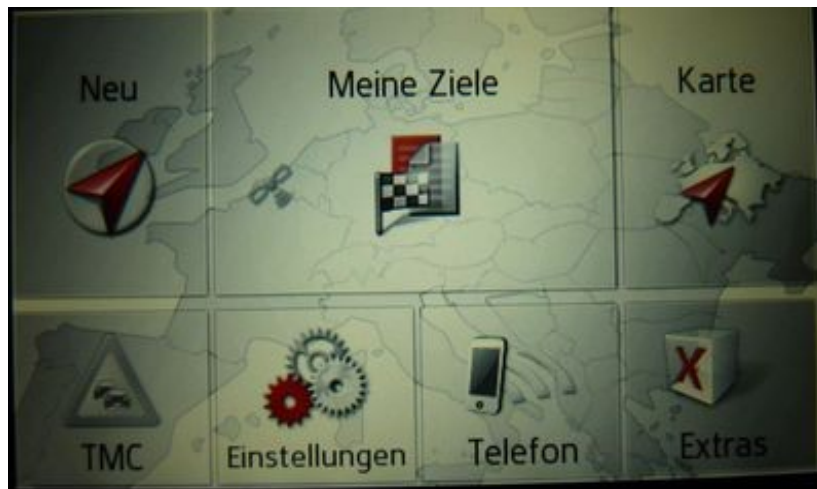 Neu
Meine Ziele
Karte
TMC
Einstellungen
Telefon
Extras
X